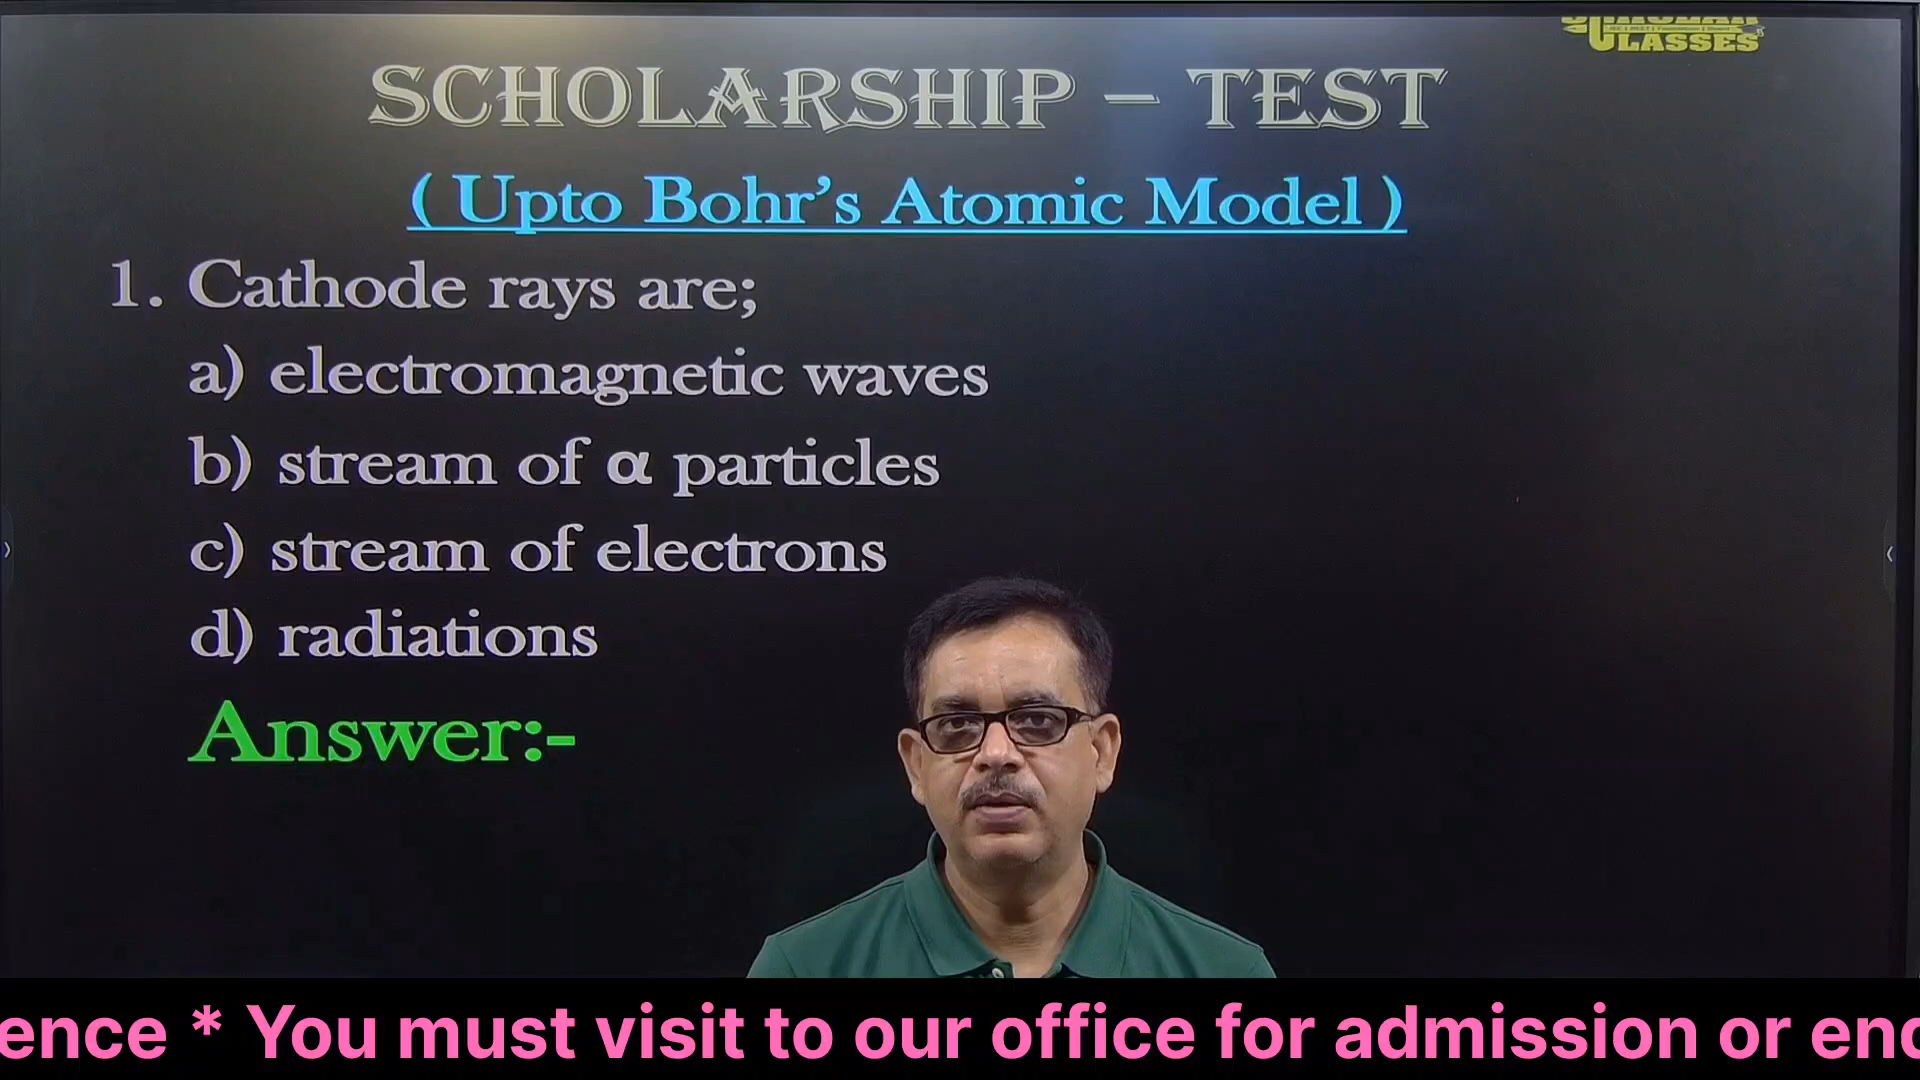 CLASSES
SCHOLARSHIP – TEST
( Upto Bohr's Atomic Model )
1. Cathode rays are;
a) electromagnetic waves
b) stream of α particles
c) stream of electrons
d) radiations
Answer:-
ence * You must visit to our office for admission or enq